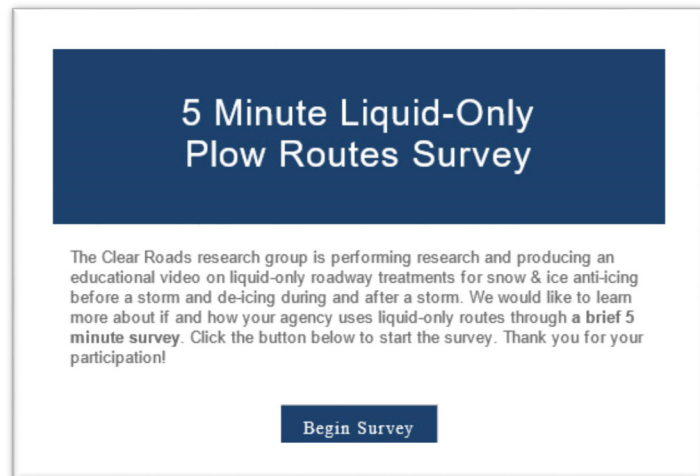 5 Minute Liquid-Only
Plow Routes Survey
The Clear Roads research group is performing research and producing an
educational video on liquid-only roadway treatments for snow & ice anti-icing
before a storm and de-icing during and after a storm. We would like to learn
more about if and how your agency uses liquid-only routes through a brief 5
minute survey. Click the button below to start the survey. Thank you for your
participation!
Begin Survey